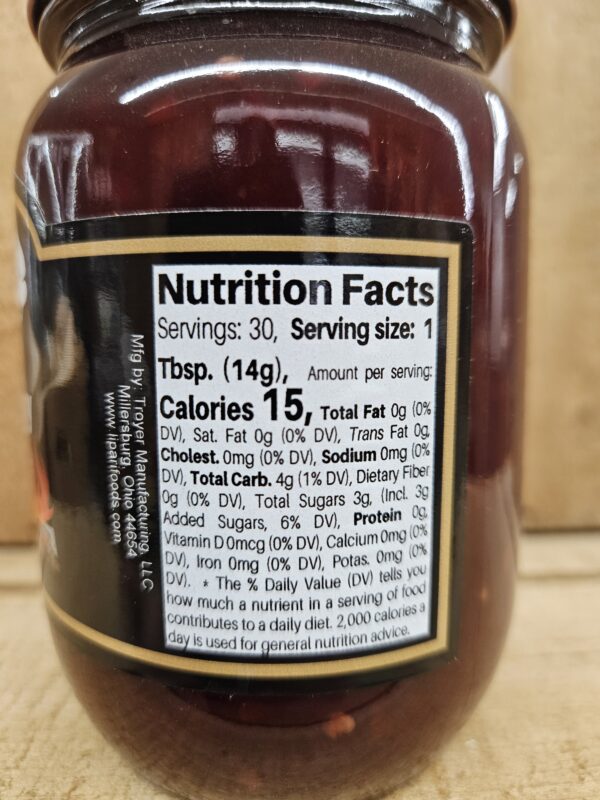 Nutrition Facts
Servings: 30, Serving size: 1
Tbsp. (14g), Amount per serving:
Calories 15, Total Fat 0g (0%
DV), Sat. Fat 0g (0% DV), Trans Fat 0g,
Cholest. 0mg (0% DV), Sodium 0mg (0%
DV), Total Carb. 4g (1% DV), Dietary Fiber
0g (0% DV), Total Sugars 3g, (Incl. 3g
Added Sugars, 6% DV), Protein 0g,
Vitamin D 0mcg (0% DV), Calcium 0mg (0%
DV), Iron 0mg (0% DV), Potas. 0mg (0%
DV). * The % Daily Value (DV) tells you
how much a nutrient in a serving of food
contributes to a daily diet. 2,000 calories a
day is used for general nutrition advice.
Mfg by: Troyer Manufacturing, LLC
Millersburg, Ohio 44654
www.liparifoods.com